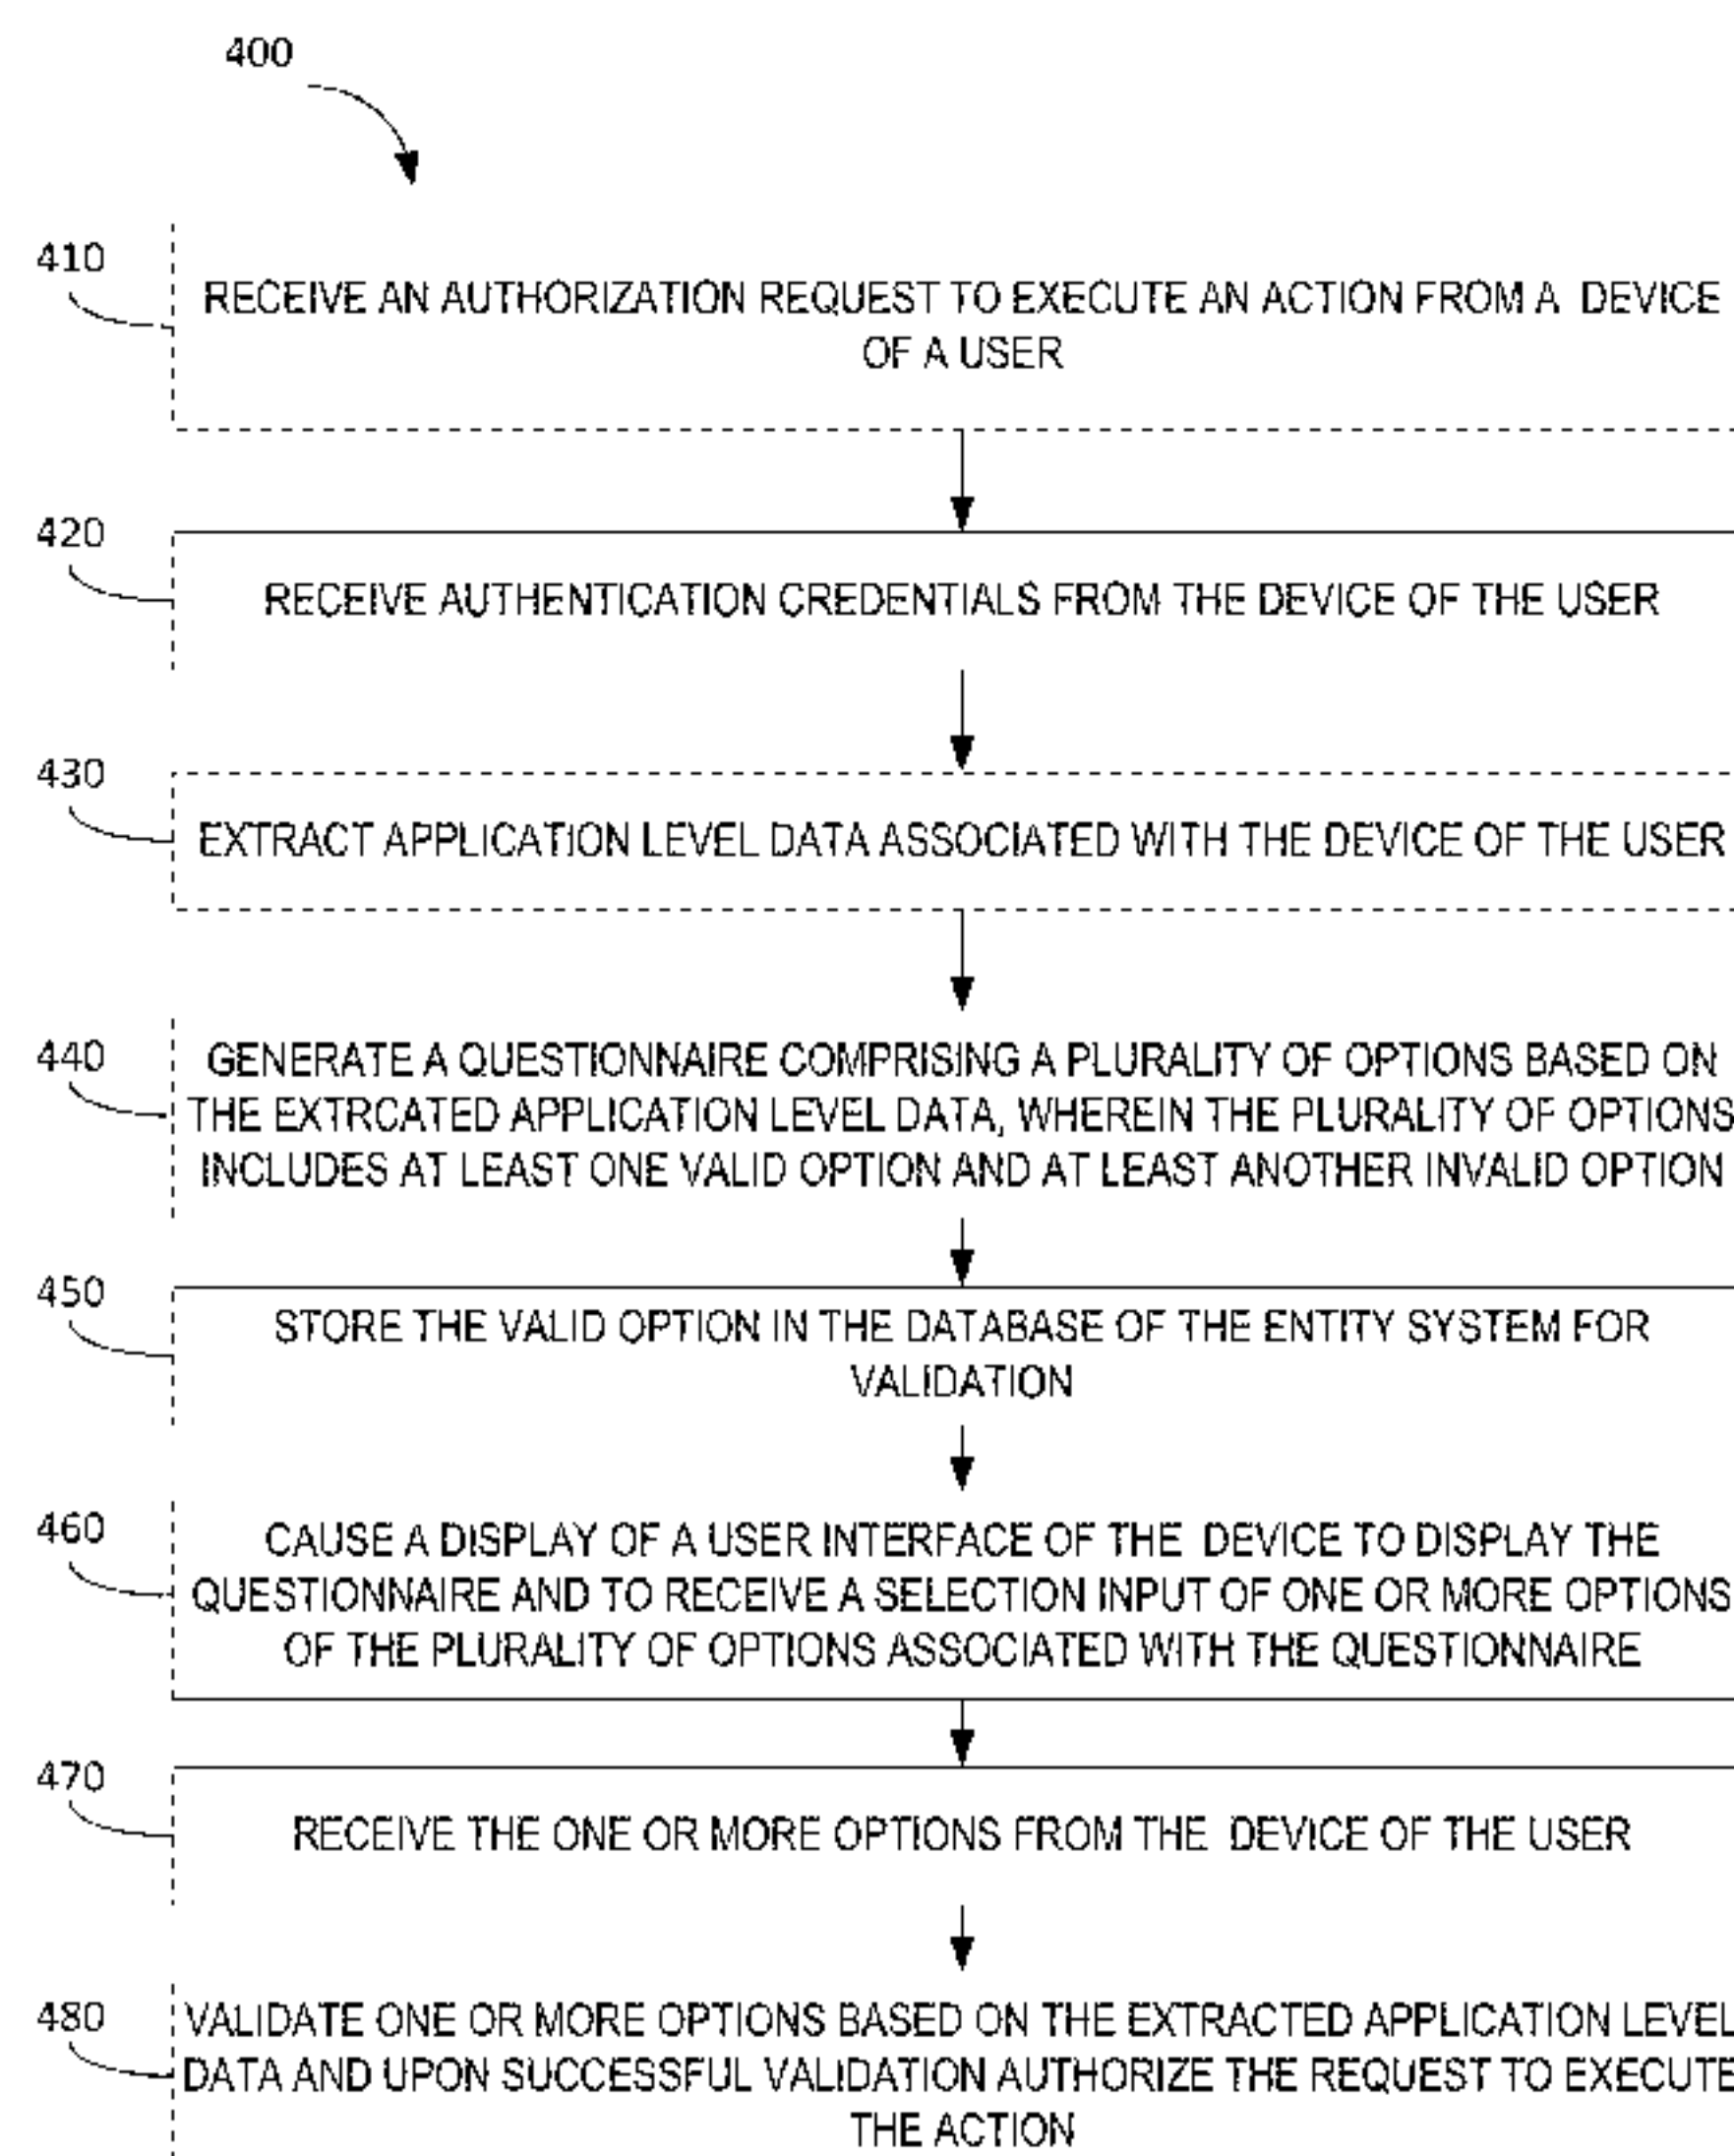 400
410
RECEIVE AN AUTHORIZATION REQUEST TO EXECUTE AN ACTION FROM A DEVICE
OF A USER
420
RECEIVE AUTHENTICATION CREDENTIALS FROM THE DEVICE OF THE USER
430
EXTRACT APPLICATION LEVEL DATA ASSOCIATED WITH THE DEVICE OF THE USER
440
GENERATE A QUESTIONNAIRE COMPRISING A PLURALITY OF OPTIONS BASED ON
THE EXTRCATED APPLICATION LEVEL DATA, WHEREIN THE PLURALITY OF OPTIONS
INCLUDES AT LEAST ONE VALID OPTION AND AT LEAST ANOTHER INVALID OPTION
450
STORE THE VALID OPTION IN THE DATABASE OF THE ENTITY SYSTEM FOR
VALIDATION
460
CAUSE A DISPLAY OF A USER INTERFACE OF THE DEVICE TO DISPLAY THE
QUESTIONNAIRE AND TO RECEIVE A SELECTION INPUT OF ONE OR MORE OPTIONS
OF THE PLURALITY OF OPTIONS ASSOCIATED WITH THE QUESTIONNAIRE
470
RECEIVE THE ONE OR MORE OPTIONS FROM THE DEVICE OF THE USER
480
VALIDATE ONE OR MORE OPTIONS BASED ON THE EXTRACTED APPLICATION LEVEL
DATA AND UPON SUCCESSFUL VALIDATION AUTHORIZE THE REQUEST TO EXECUTE
THE ACTION